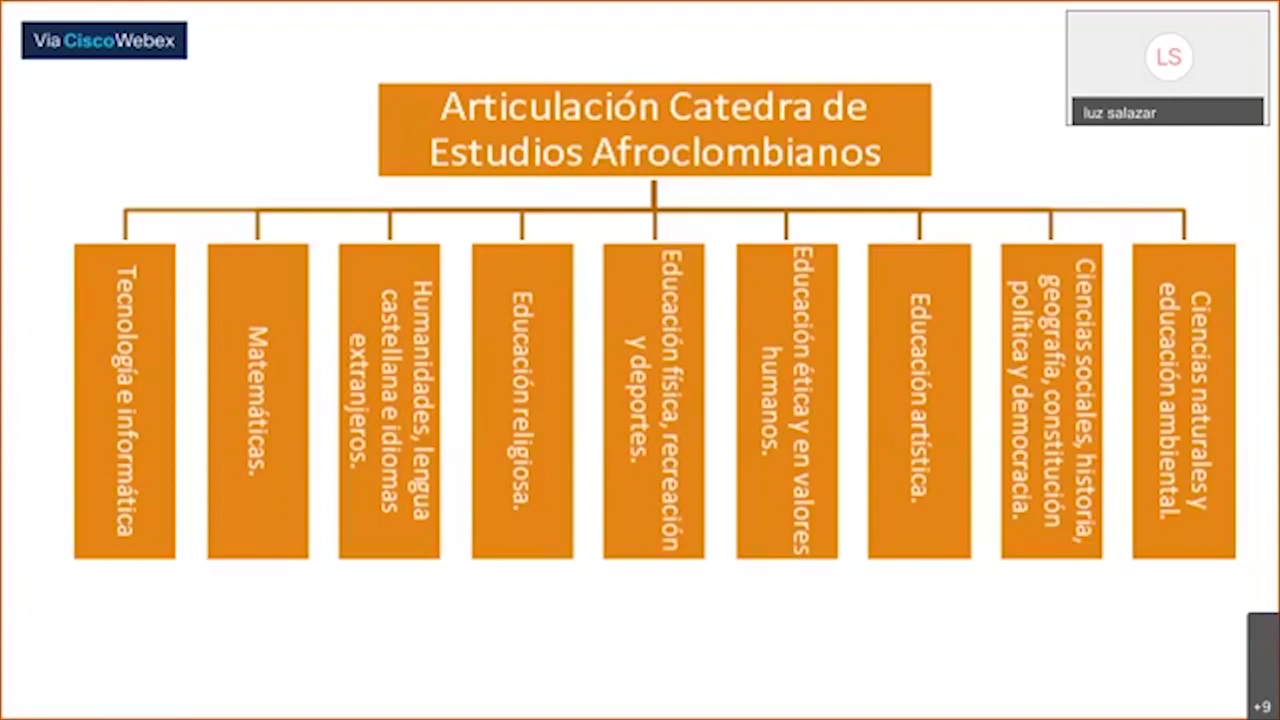 Via CiscoWebex
LS
luz salazar
Articulación Catedra de
Estudios Afroclombianos
Tecnología e informática
Matemáticas.
Humanidades, lengua
castellana e idiomas
extranjeros.
Educación religiosa.
Educación física, recreación
y deportes.
Educación ética y en valores
humanos.
Educación artística.
Ciencias sociales, historia,
geografía, constitución
política y democracia.
Ciencias naturales y
educación ambiental.
+9